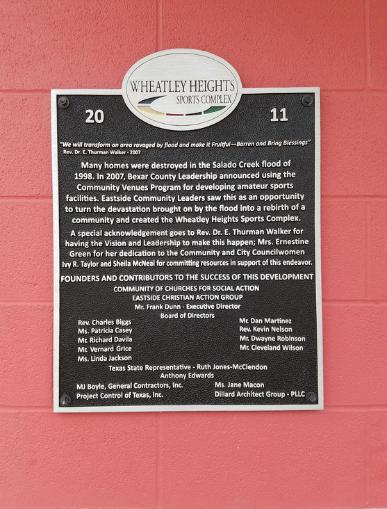 WHEATLEY HEIGHTS
SPORTS COMPLEX
20 11
"We will transform an area ravaged by flood and make it Fruitful—Barren and Bring Blessings"
Rev. Dr. E. Thurman Walker - 2007
Many homes were destroyed in the Salado Creek flood of
1998. In 2007, Bexar County Leadership announced using the
Community Venues Program for developing amateur sports
facilities. Eastside Community Leaders saw this as an opportunity
to turn the devastation brought on by the flood into a rebirth of a
community and created the Wheatley Heights Sports Complex.
A special acknowledgement goes to Rev. Dr. E. Thurman Walker for
having the Vision and Leadership to make this happen; Mrs. Ernestine
Green for her dedication to the Community and City Councilwomen
Ivy R. Taylor and Sheila McNeal for committing resources in support of this endeavor.
FOUNDERS AND CONTRIBUTORS TO THE SUCCESS OF THIS DEVELOPMENT
COMMUNITY OF CHURCHES FOR SOCIAL ACTION
EASTSIDE CHRISTIAN ACTION GROUP
Mr. Frank Dunn - Executive Director
Board of Directors
Rev. Charles Biggs Mr. Dan Martinez
Ms. Patricia Casey Rev. Kevin Nelson
Mr. Richard Davila Mr. Dwayne Robinson
Mr. Vernard Grice Mr. Cleveland Wilson
Ms. Linda Jackson
Texas State Representative - Ruth Jones-McClendon
Anthony Edwards
MJ Boyle, General Contractors, Inc. Ms. Jane Macon
Project Control of Texas, Inc. Dillard Architect Group - PLLC